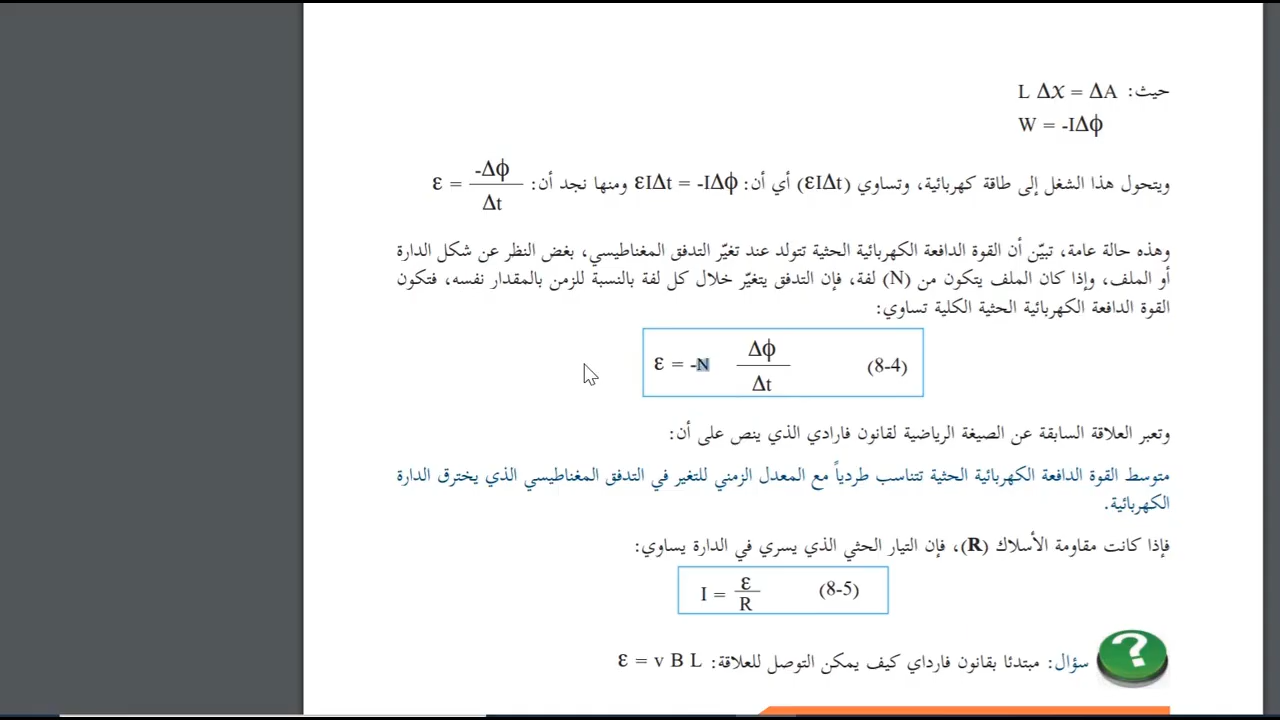 حيث: L Δx = ΔA
W = -IΔϕ
ويتحول هذا الشغل إلى طاقة كهربائية، وتساوي (εIΔt) أي أن: εIΔt = -IΔϕ ومنها نجد أن: ε = -Δϕ / Δt
وهذه حالة عامة، تبيّن أن القوة الدافعة الكهربائية الحثية تتولد عند تغيّر التدفق المغناطيسي، بغض النظر عن شكل الدارة
أو الملف، وإذا كان الملف يتكون من (N) لفة، فإن التدفق يتغيّر خلال كل لفة بالنسبة للزمن بالمقدار نفسه، فتكون
القوة الدافعة الكهربائية الحثية الكلية تساوي:
ε = -N Δϕ / Δt (8-4)
وتعبر العلاقة السابقة عن الصيغة الرياضية لقانون فارادي الذي ينص على أن:
متوسط القوة الدافعة الكهربائية الحثية تتناسب طردياً مع المعدل الزمني للتغير في التدفق المغناطيسي الذي يخترق الدارة
الكهربائية.
فإذا كانت مقاومة الأسلاك (R)، فإن التيار الحثي الذي يسري في الدارة يساوي:
I = ε / R (8-5)
سؤال: مبتدئا بقانون فارداي كيف يمكن التوصل للعلاقة: ε = v B L